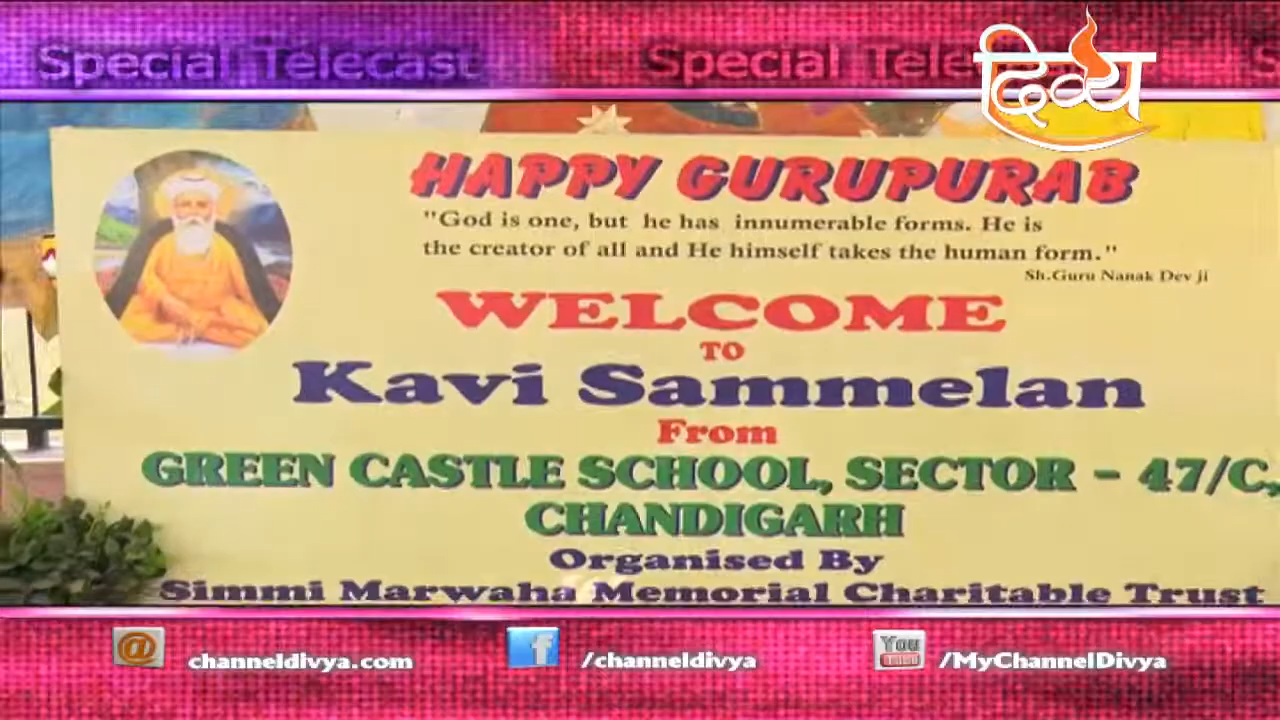 Special Telecast
Special
दिव्य
HAPPY GURUPURAB
"God is one, but he has innumerable forms. He is
the creator of all and He himself takes the human form."
Sh.Guru Nanak Dev ji
WELCOME
TO
Kavi Sammelan
From
GREEN CASTLE SCHOOL, SECTOR - 47/C,
CHANDIGARH
Organised By
Simmi Marwaha Memorial Charitable Trust
@ channeldivya.com
f /channeldivya
You /MyChannelDivya